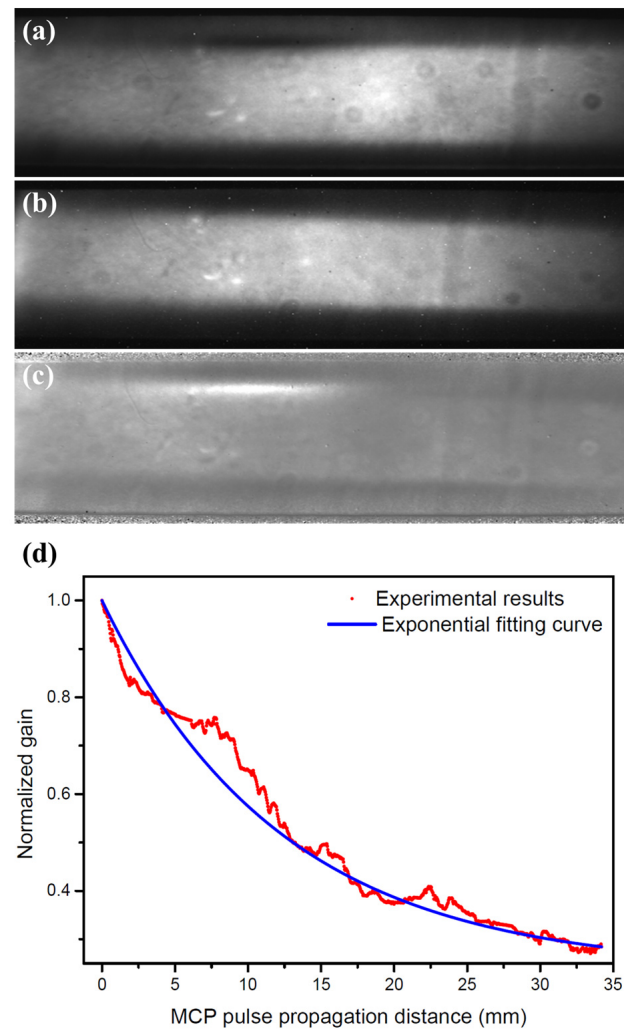 (a)
(b)
(c)
(d)
Experimental results
Exponential fitting curve
Normalized gain
1.0
0.8
0.6
0.4
0 5 10 15 20 25 30 35
MCP pulse propagation distance (mm)